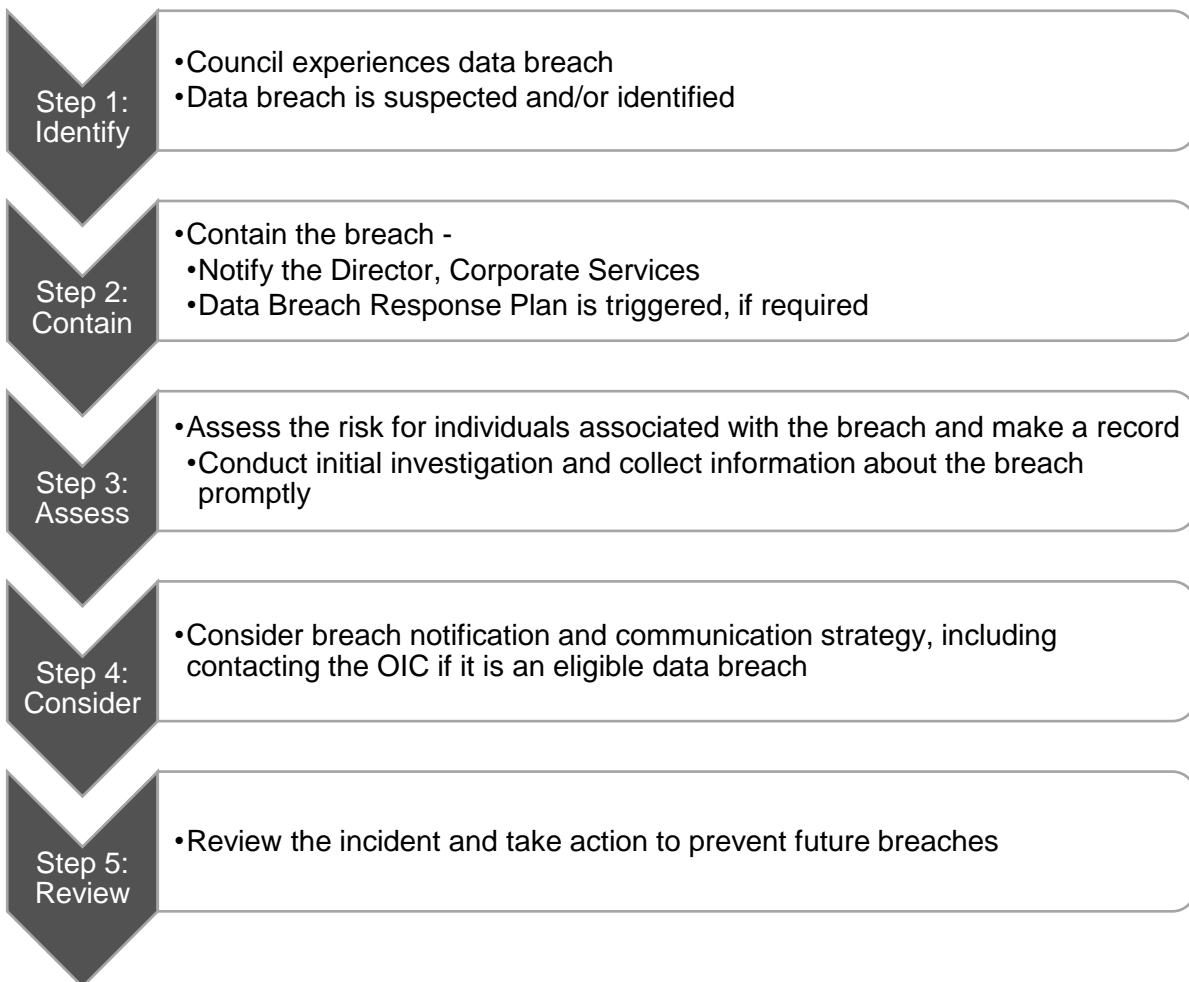 Step 1:
Identify
•Council experiences data breach
•Data breach is suspected and/or identified
Step 2:
Contain
•Contain the breach -
•Notify the Director, Corporate Services
•Data Breach Response Plan is triggered, if required
Step 3:
Assess
•Assess the risk for individuals associated with the breach and make a record
•Conduct initial investigation and collect information about the breach
promptly
Step 4:
Consider
•Consider breach notification and communication strategy, including
contacting the OIC if it is an eligible data breach
Step 5:
Review
•Review the incident and take action to prevent future breaches